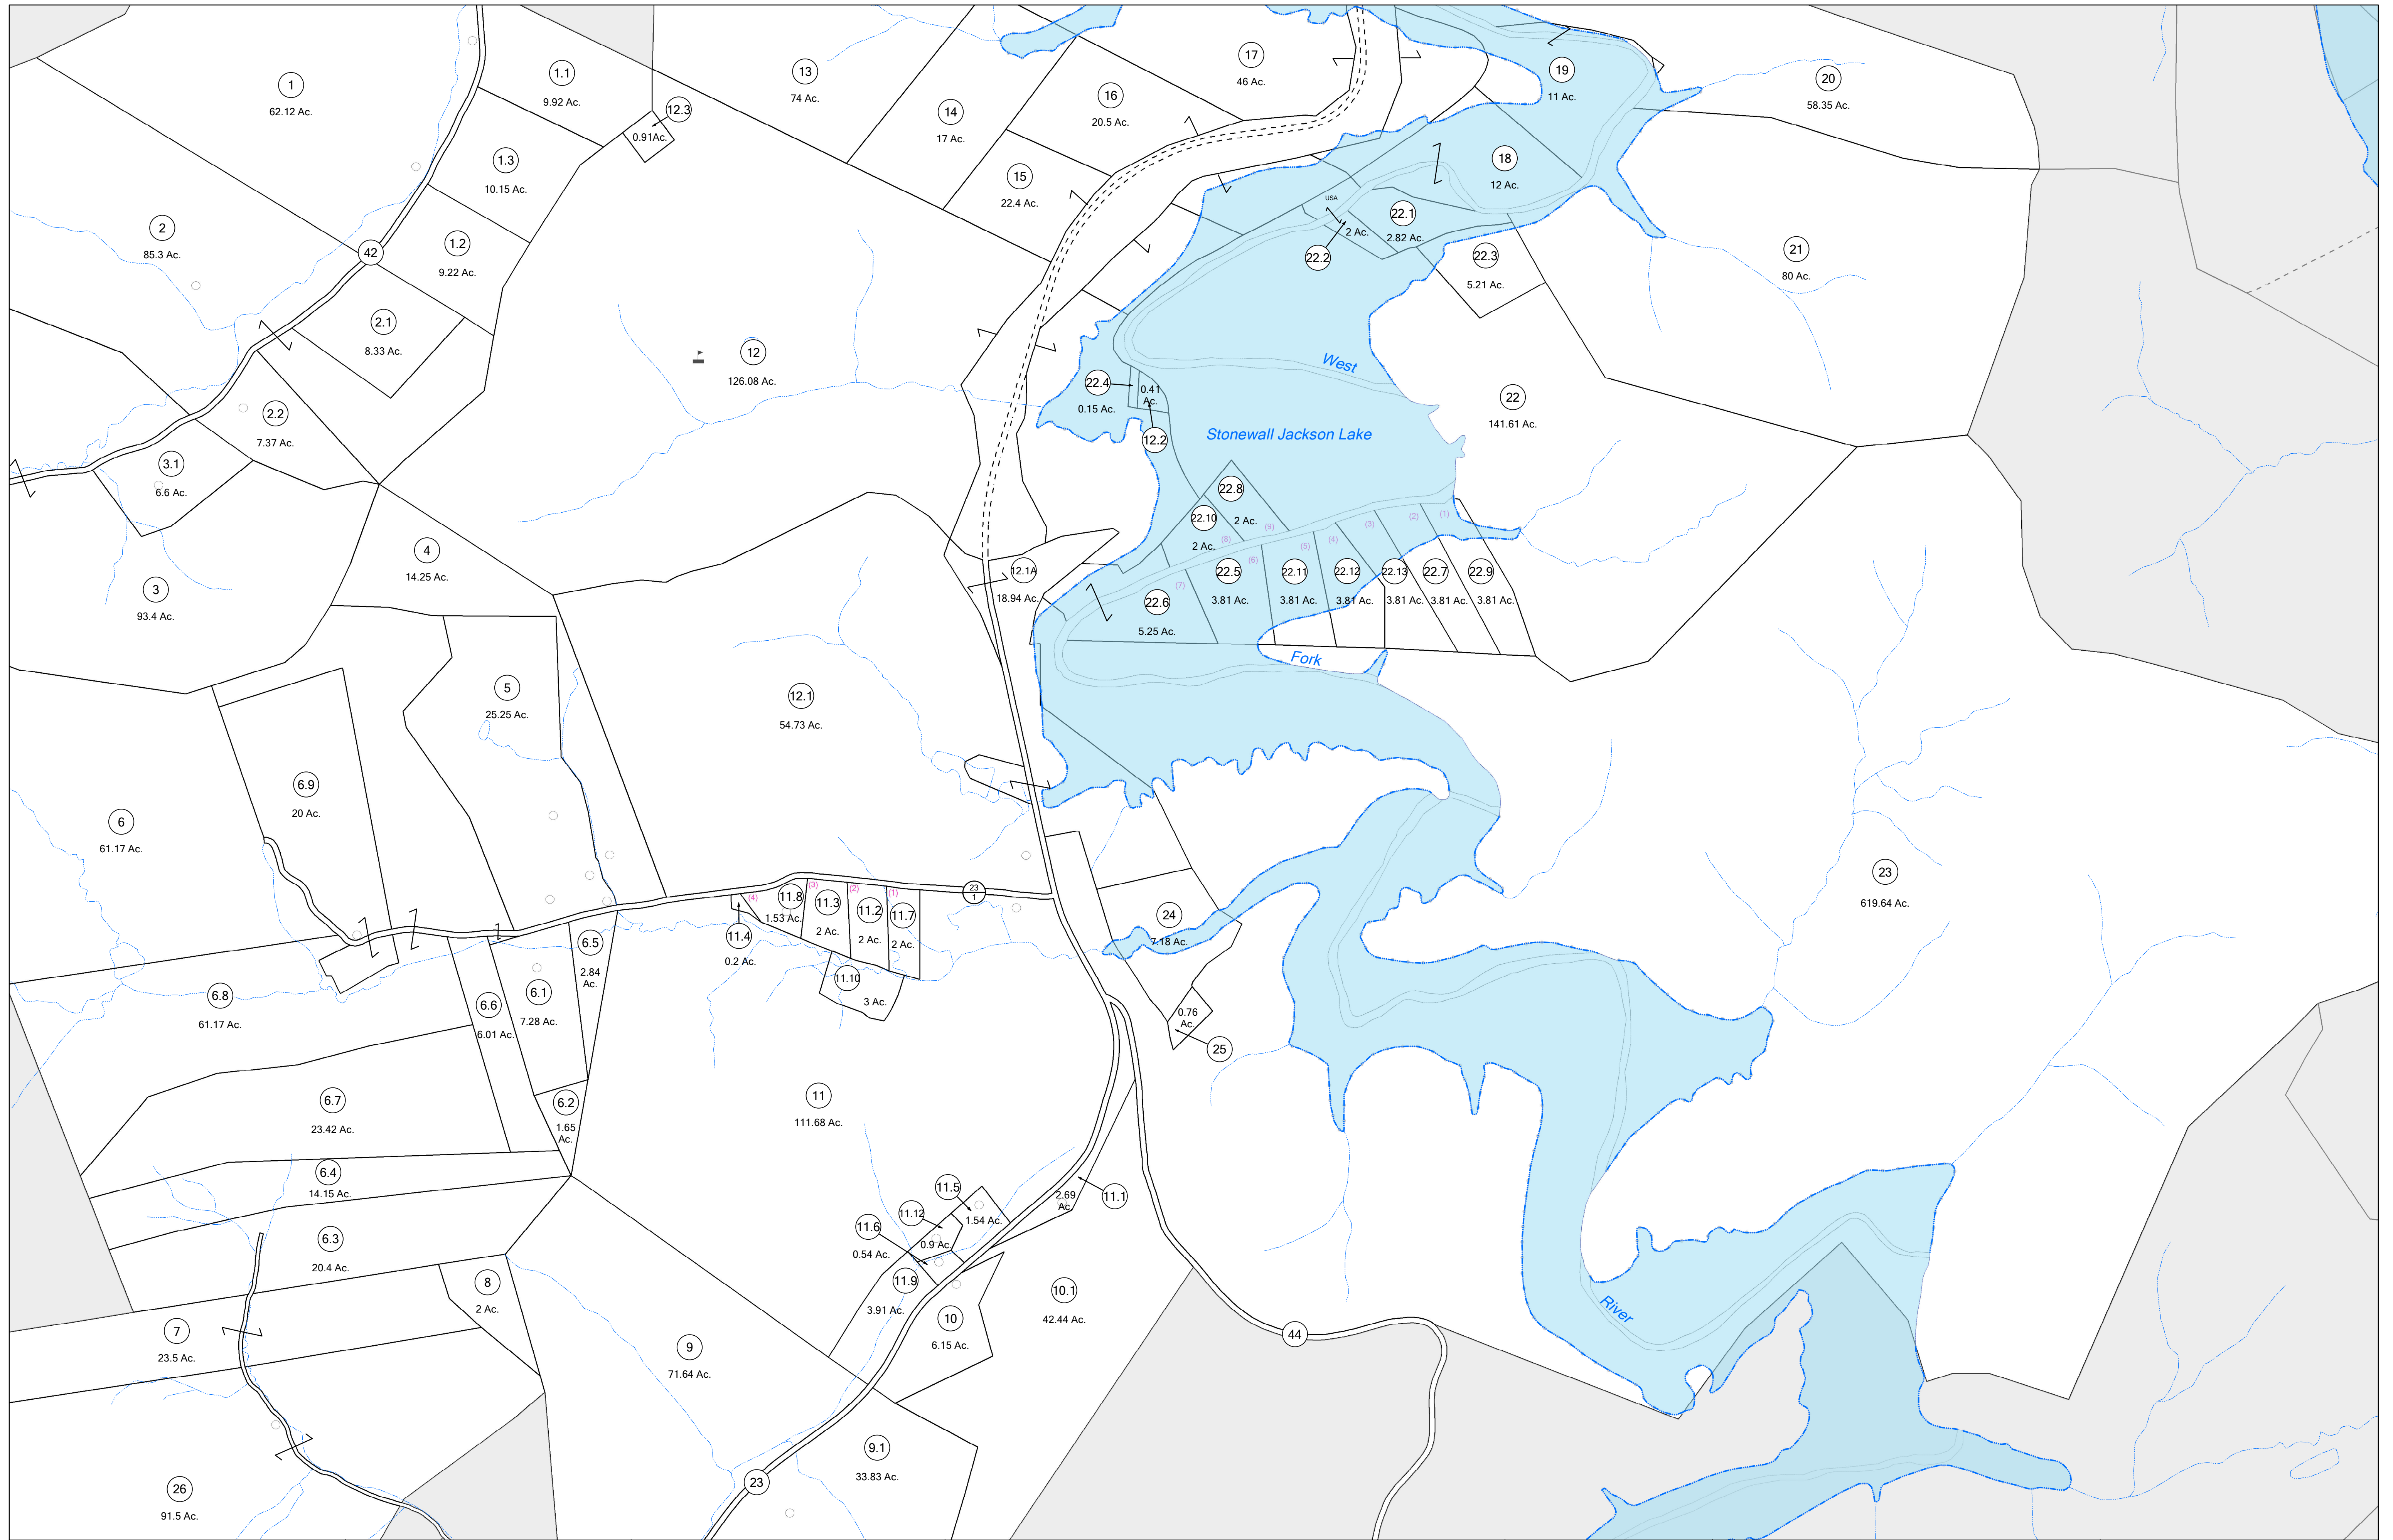 1
62.12 Ac.
1.1
9.92 Ac.
12.3
0.91Ac.
13
74 Ac.
14
17 Ac.
16
20.5 Ac.
17
46 Ac.
19
11 Ac.
20
58.35 Ac.
1.3
10.15 Ac.
15
22.4 Ac.
18
12 Ac.
2
85.3 Ac.
42
1.2
9.22 Ac.
USA
22.1
2.82 Ac.
2 Ac.
22.2
22.3
5.21 Ac.
21
80 Ac.
2.1
8.33 Ac.
12
126.08 Ac.
West
22.4
0.15 Ac.
0.41
Ac.
12.2
22
141.61 Ac.
2.2
7.37 Ac.
Stonewall Jackson Lake
3.1
6.6 Ac.
22.8
2 Ac.
22.10
2 Ac.
(9)
(8)
(3)
(2)
(1)
(4)
(5)
(6)
(7)
4
14.25 Ac.
12.1A
18.94 Ac.
22.5
3.81 Ac.
22.11
3.81 Ac.
22.12
3.81 Ac.
22.13
3.81 Ac.
22.7
3.81 Ac.
22.9
3.81 Ac.
3
93.4 Ac.
22.6
5.25 Ac.
Fork
5
25.25 Ac.
12.1
54.73 Ac.
6.9
20 Ac.
6
61.17 Ac.
23
619.64 Ac.
23
1
(4)
11.8
1.53 Ac.
(3)
11.3
2 Ac.
(2)
11.2
2 Ac.
(1)
11.7
2 Ac.
11.4
0.2 Ac.
11.10
3 Ac.
24
7.18 Ac.
6.5
2.84
Ac.
6.8
61.17 Ac.
6.6
6.01 Ac.
6.1
7.28 Ac.
0.76
Ac.
25
6.7
23.42 Ac.
6.2
1.65
Ac.
11
111.68 Ac.
6.4
14.15 Ac.
11.5
1.54 Ac.
11.1
2.69
Ac.
11.12
0.9 Ac.
11.6
0.54 Ac.
6.3
20.4 Ac.
8
2 Ac.
11.9
3.91 Ac.
10
6.15 Ac.
10.1
42.44 Ac.
River
7
23.5 Ac.
44
9
71.64 Ac.
9.1
33.83 Ac.
23
26
91.5 Ac.